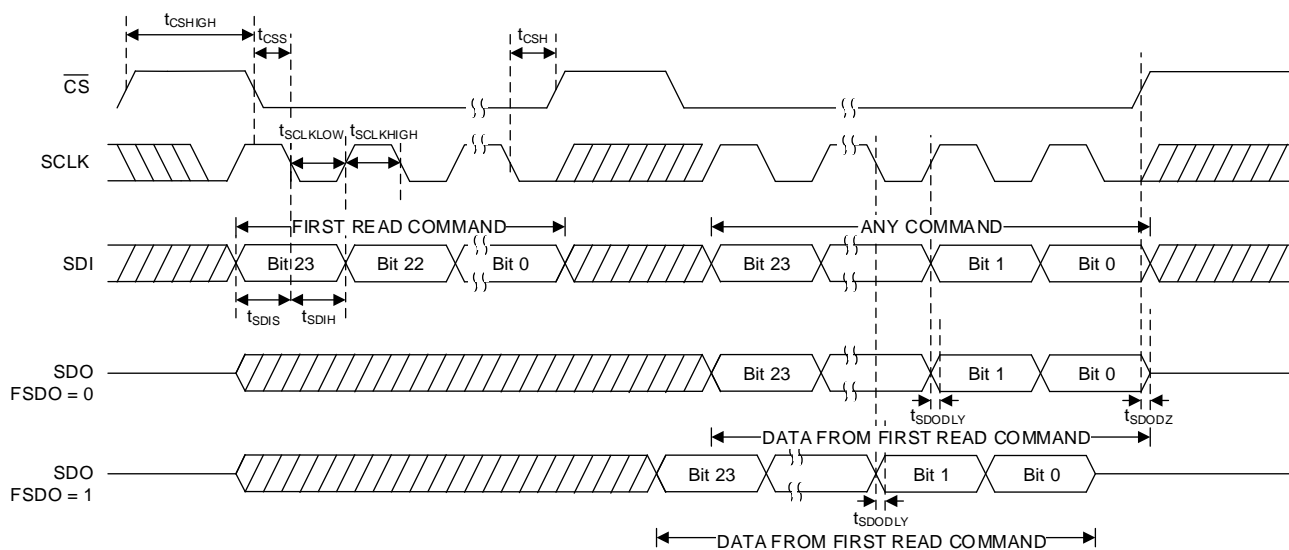 tCSHIGH
tCSS
tCSH
CS
tSCLKLOW tSCLKHIGH
SCLK
FIRST READ COMMAND
ANY COMMAND
SDI
Bit 23 Bit 22 Bit 0 Bit 23 Bit 1 Bit 0
tSDIS tSDIH
SDO
FSDO = 0
Bit 23 Bit 1 Bit 0
tSDODLY tSDODZ
DATA FROM FIRST READ COMMAND
SDO
FSDO = 1
Bit 23 Bit 1 Bit 0
tSDODLY
DATA FROM FIRST READ COMMAND